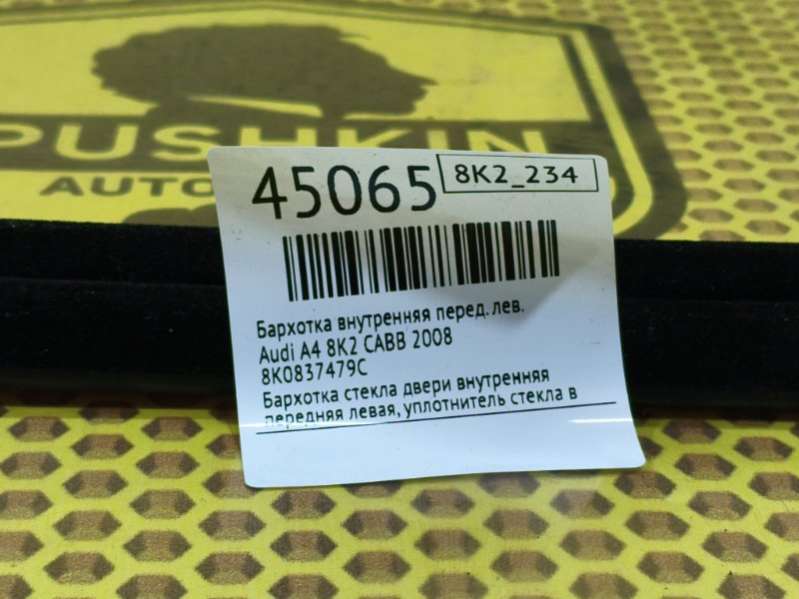 PUSHKIN
AUTO
45065
8K2_234
Бархотка внутренняя перед. лев.
Audi A4 8K2 CABB 2008
8K0837479C
Бархотка стекла двери внутренняя
передняя левая, уплотнитель стекла в